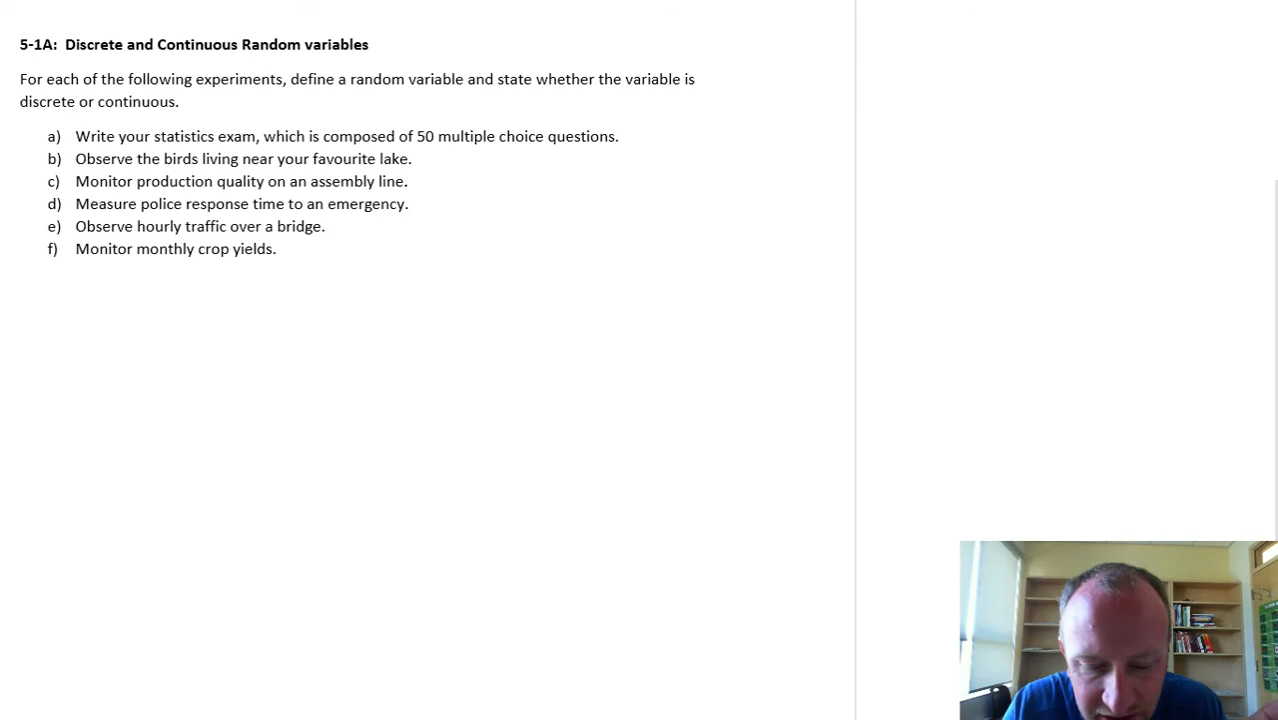 5-1A: Discrete and Continuous Random variables
For each of the following experiments, define a random variable and state whether the variable is
discrete or continuous.
a) Write your statistics exam, which is composed of 50 multiple choice questions.
b) Observe the birds living near your favourite lake.
c) Monitor production quality on an assembly line.
d) Measure police response time to an emergency.
e) Observe hourly traffic over a bridge.
f) Monitor monthly crop yields.